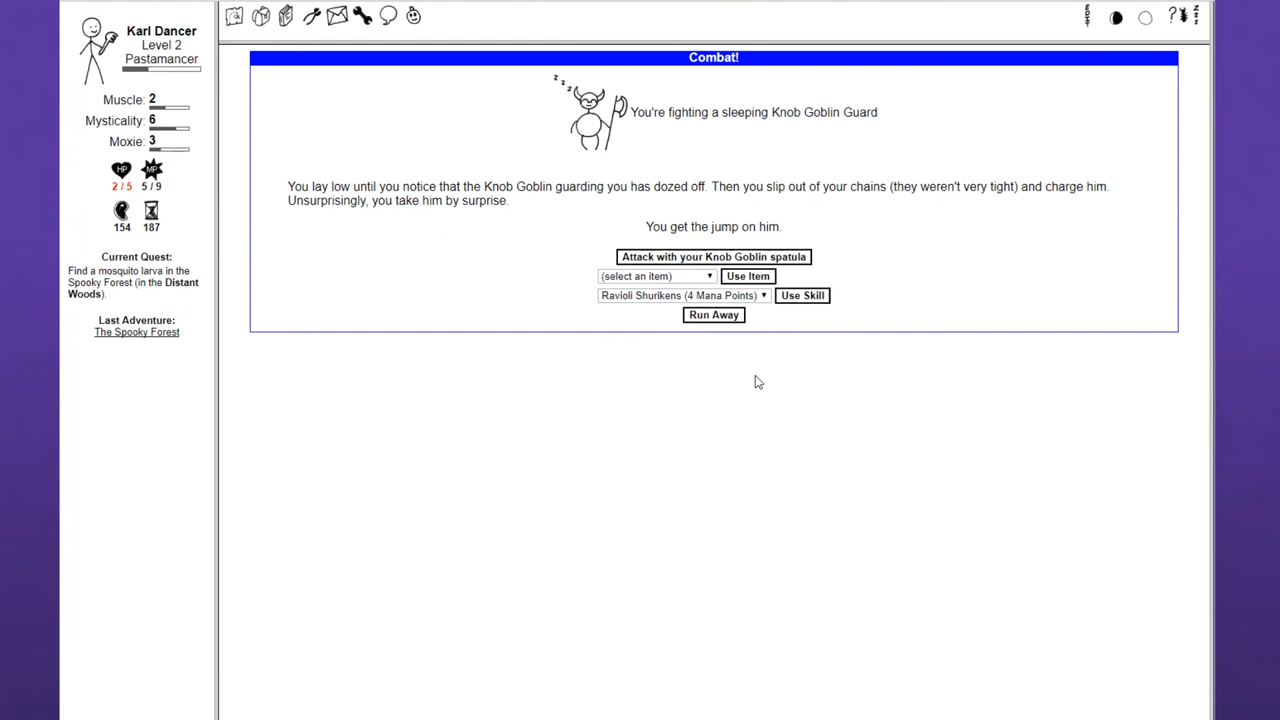 Karl Dancer
Level 2
Pastamancer
Muscle: 2
Mysticality: 6
Moxie: 3
HP MP
2 / 5 5 / 9
154 187
Current Quest:
Find a mosquito larva in the
Spooky Forest (in the Distant
Woods).
Last Adventure:
The Spooky Forest
EDIT
?
z z z
Combat!
z z z
You're fighting a sleeping Knob Goblin Guard
You lay low until you notice that the Knob Goblin guarding you has dozed off. Then you slip out of your chains (they weren't very tight) and charge him.
Unsurprisingly, you take him by surprise.
You get the jump on him.
Attack with your Knob Goblin spatula
(select an item) Use Item
Ravioli Shurikens (4 Mana Points) Use Skill
Run Away